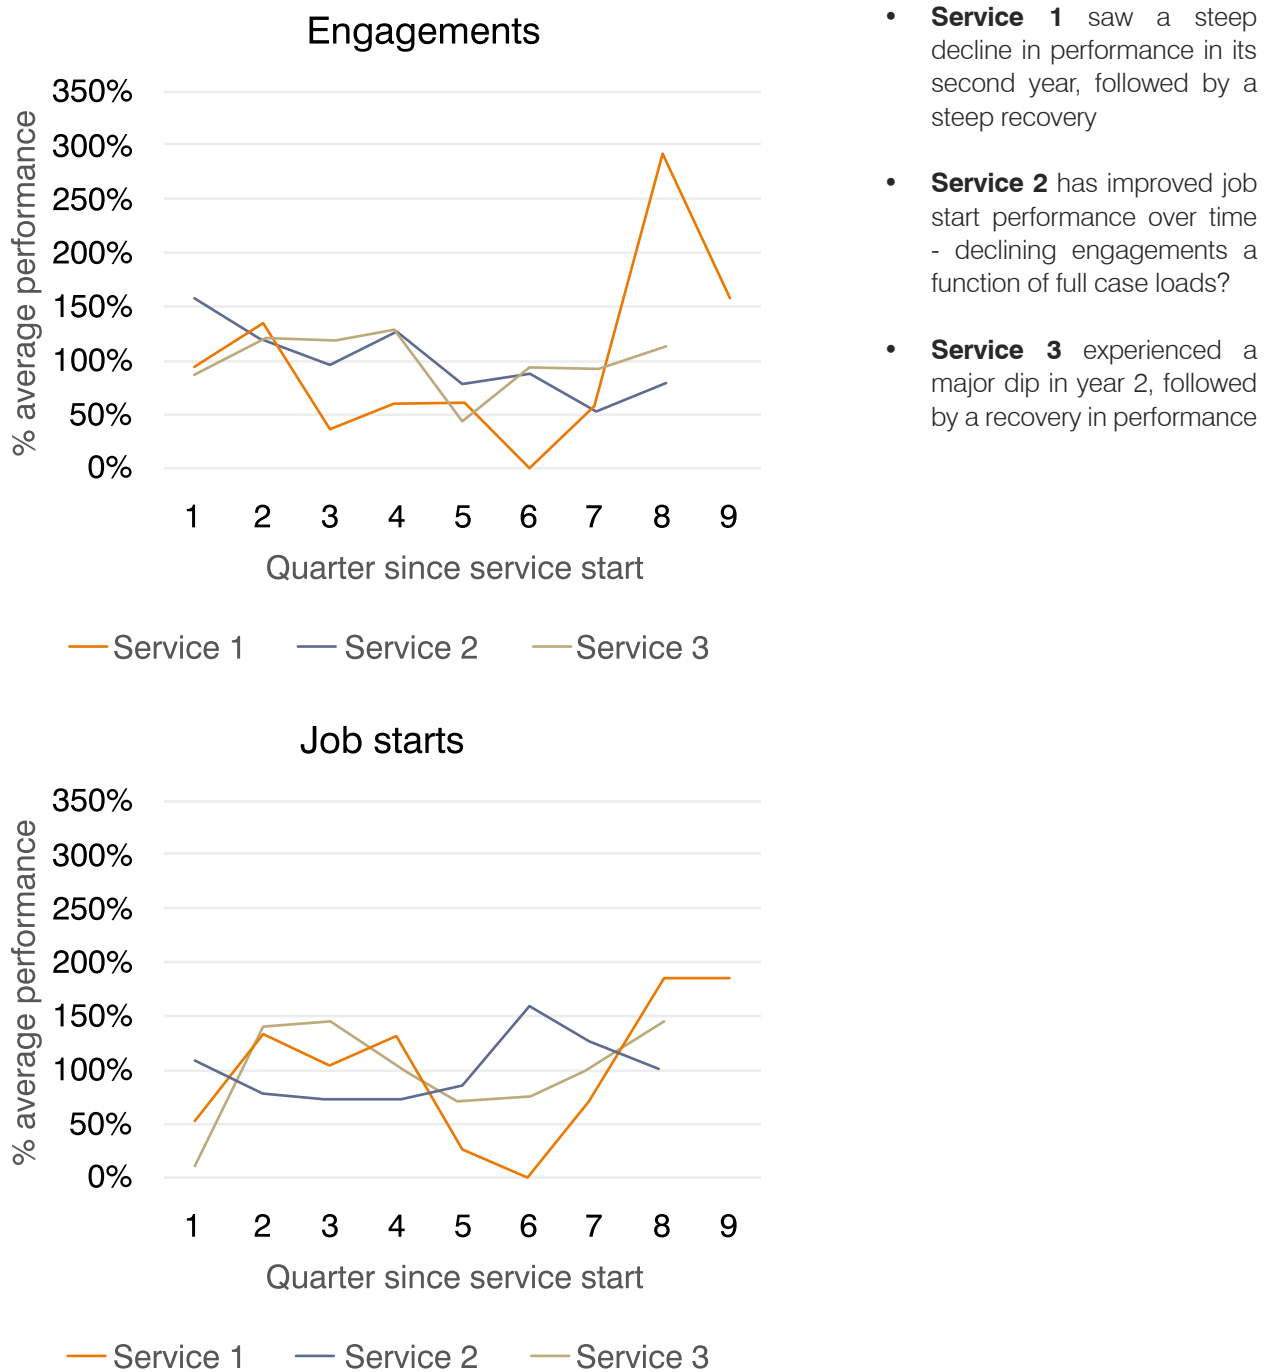 Engagements
350%
300%
250%
200%
150%
100%
50%
0%
% average performance
1 2 3 4 5 6 7 8 9
Quarter since service start
Service 1 Service 2 Service 3
Job starts
350%
300%
250%
200%
150%
100%
50%
0%
% average performance
1 2 3 4 5 6 7 8 9
Quarter since service start
Service 1 Service 2 Service 3
• Service 1 saw a steep
decline in performance in its
second year, followed by a
steep recovery
• Service 2 has improved job
start performance over time
- declining engagements a
function of full case loads?
• Service 3 experienced a
major dip in year 2, followed
by a recovery in performance